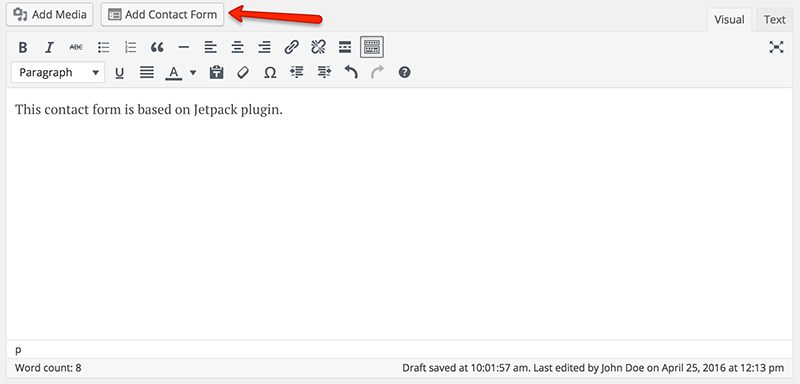 Add Media Add Contact Form
Visual Text
B I ABC
Paragraph U A Ω ?
This contact form is based on Jetpack plugin.
p
Word count: 8 Draft saved at 10:01:57 am. Last edited by John Doe on April 25, 2016 at 12:13 pm